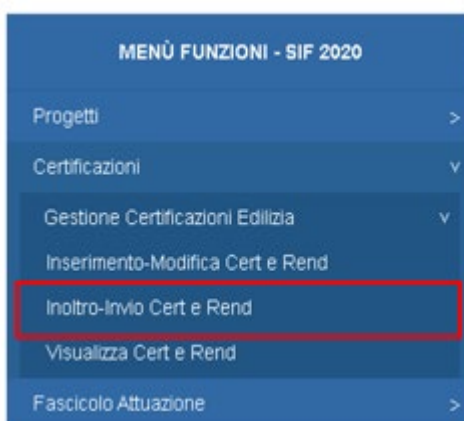 MENÙ FUNZIONI - SIF 2020
Progetti >
Certificazioni v
Gestione Certificazioni Edilizia v
Inserimento-Modifica Cert e Rend
Inoltro-Invio Cert e Rend
Visualizza Cert e Rend
Fascicolo Attuazione >